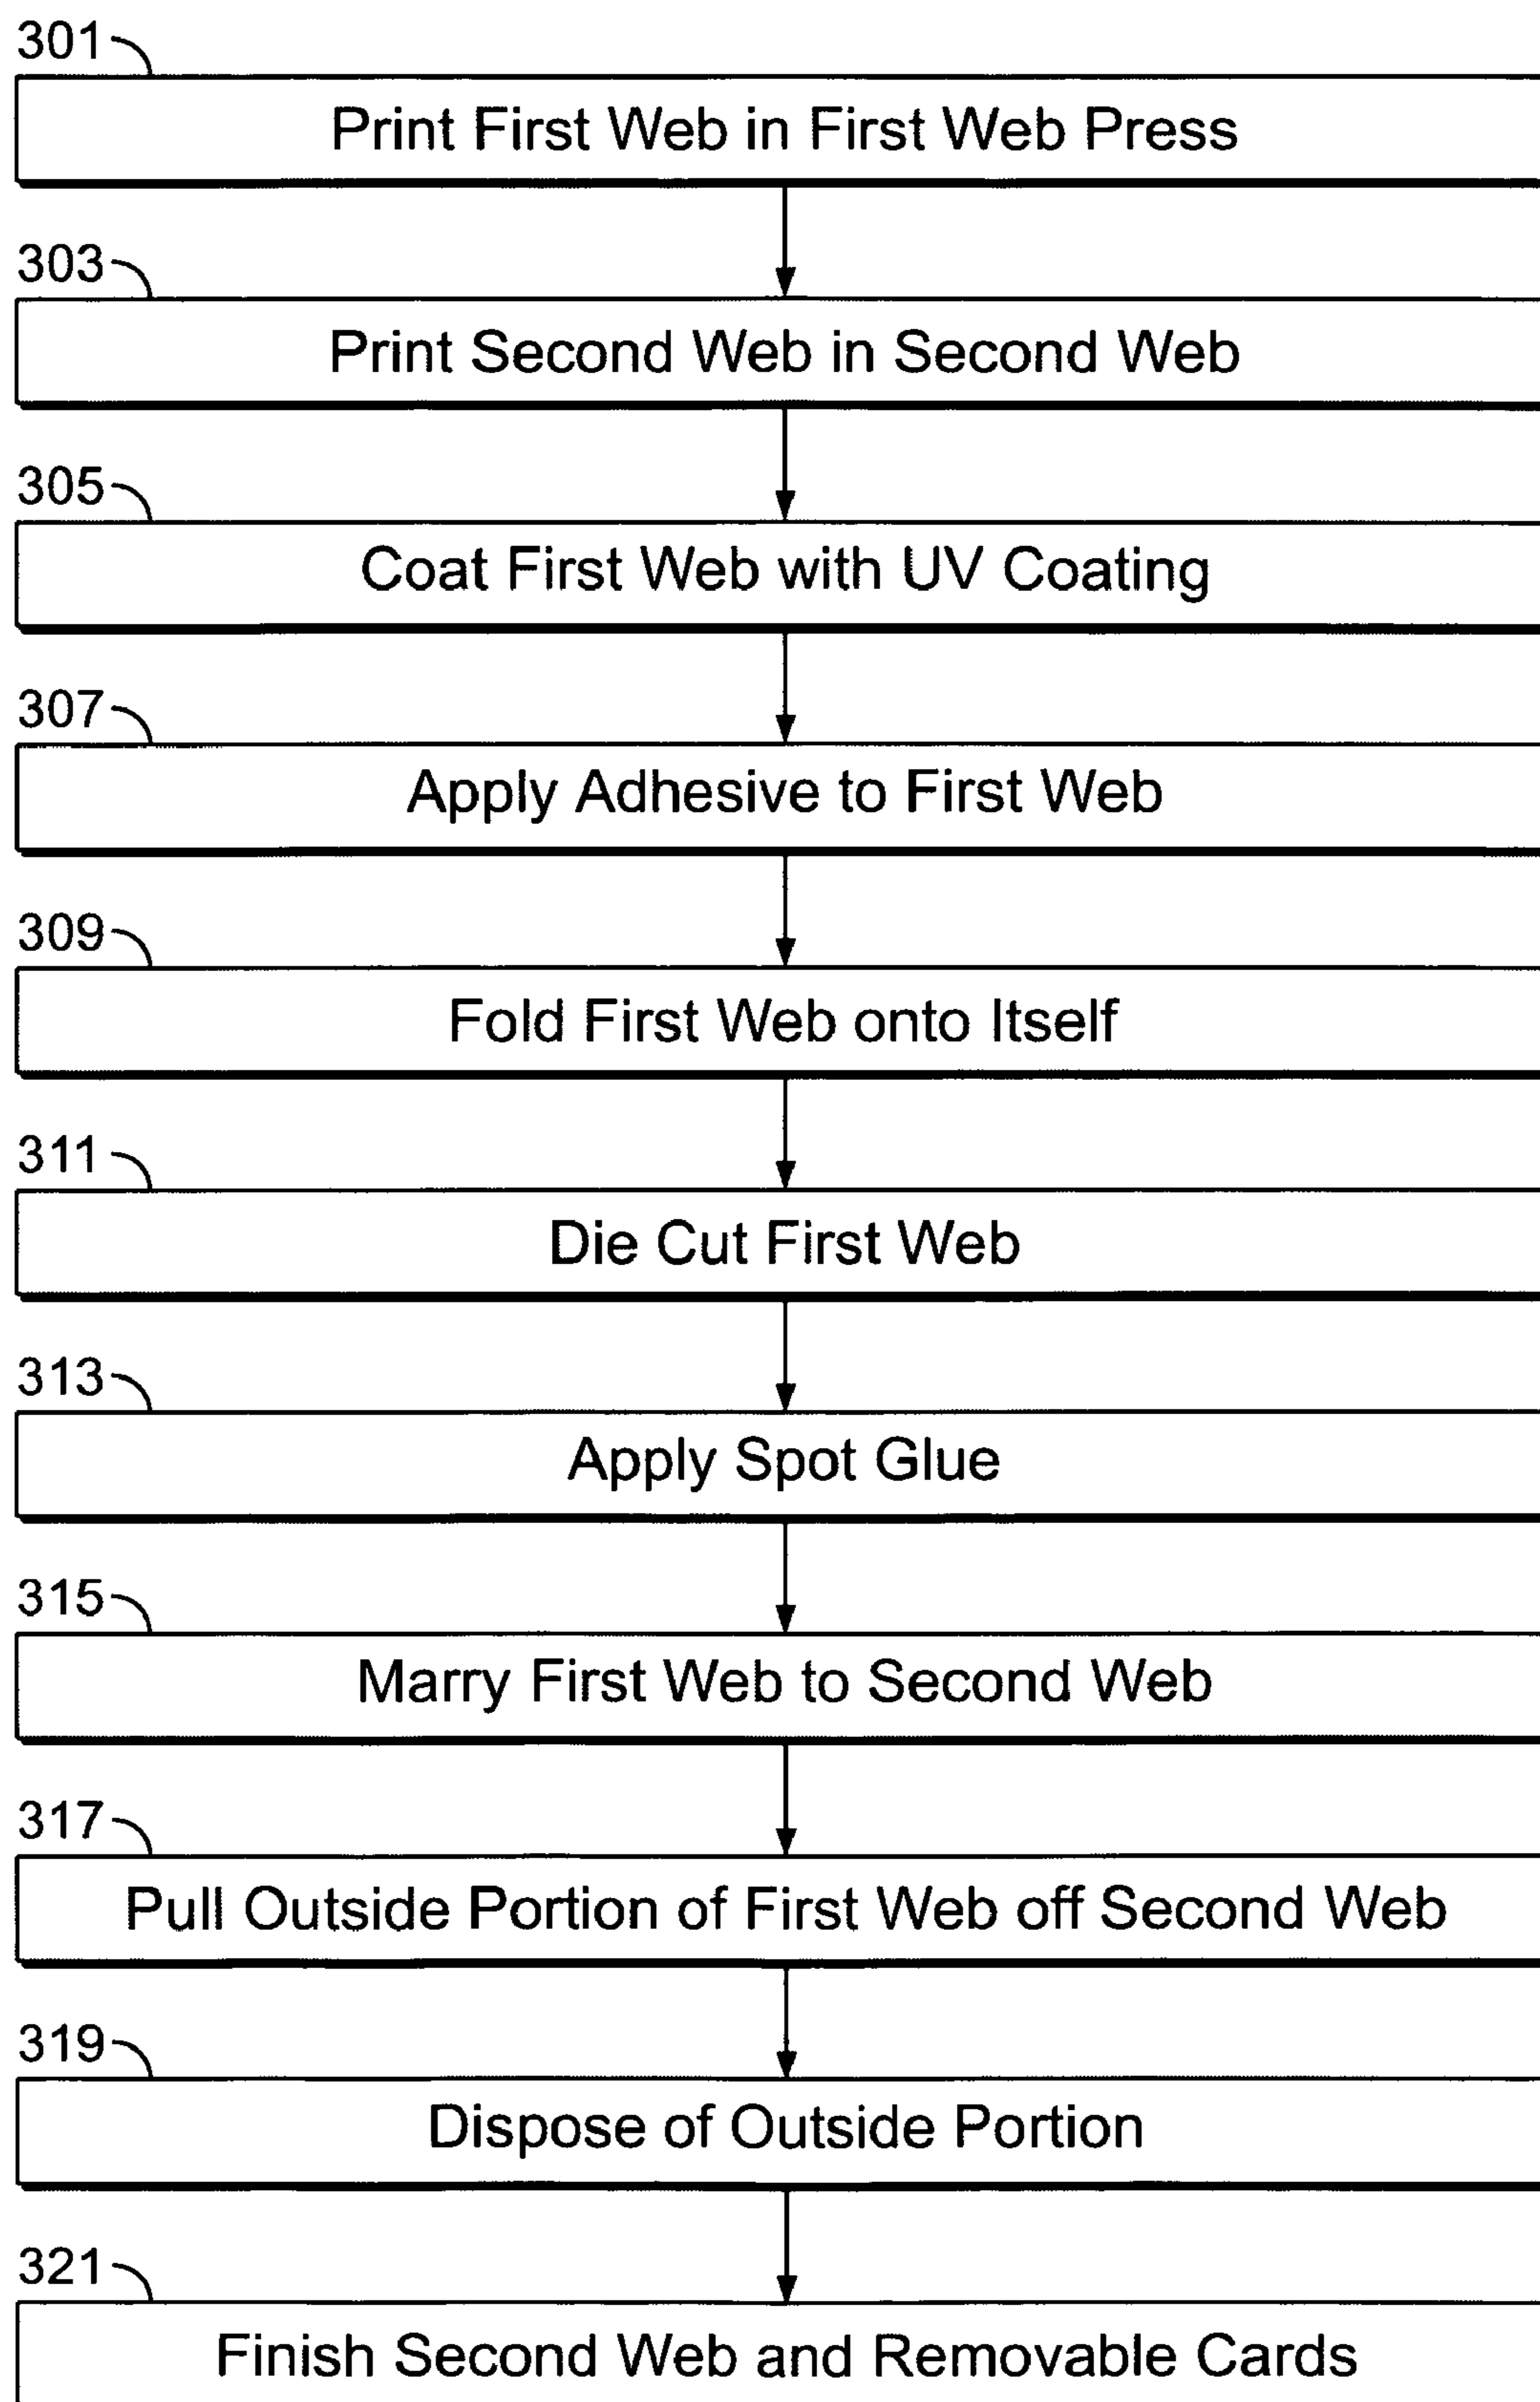 301
Print First Web in First Web Press
303
Print Second Web in Second Web
305
Coat First Web with UV Coating
307
Apply Adhesive to First Web
309
Fold First Web onto Itself
311
Die Cut First Web
313
Apply Spot Glue
315
Marry First Web to Second Web
317
Pull Outside Portion of First Web off Second Web
319
Dispose of Outside Portion
321
Finish Second Web and Removable Cards